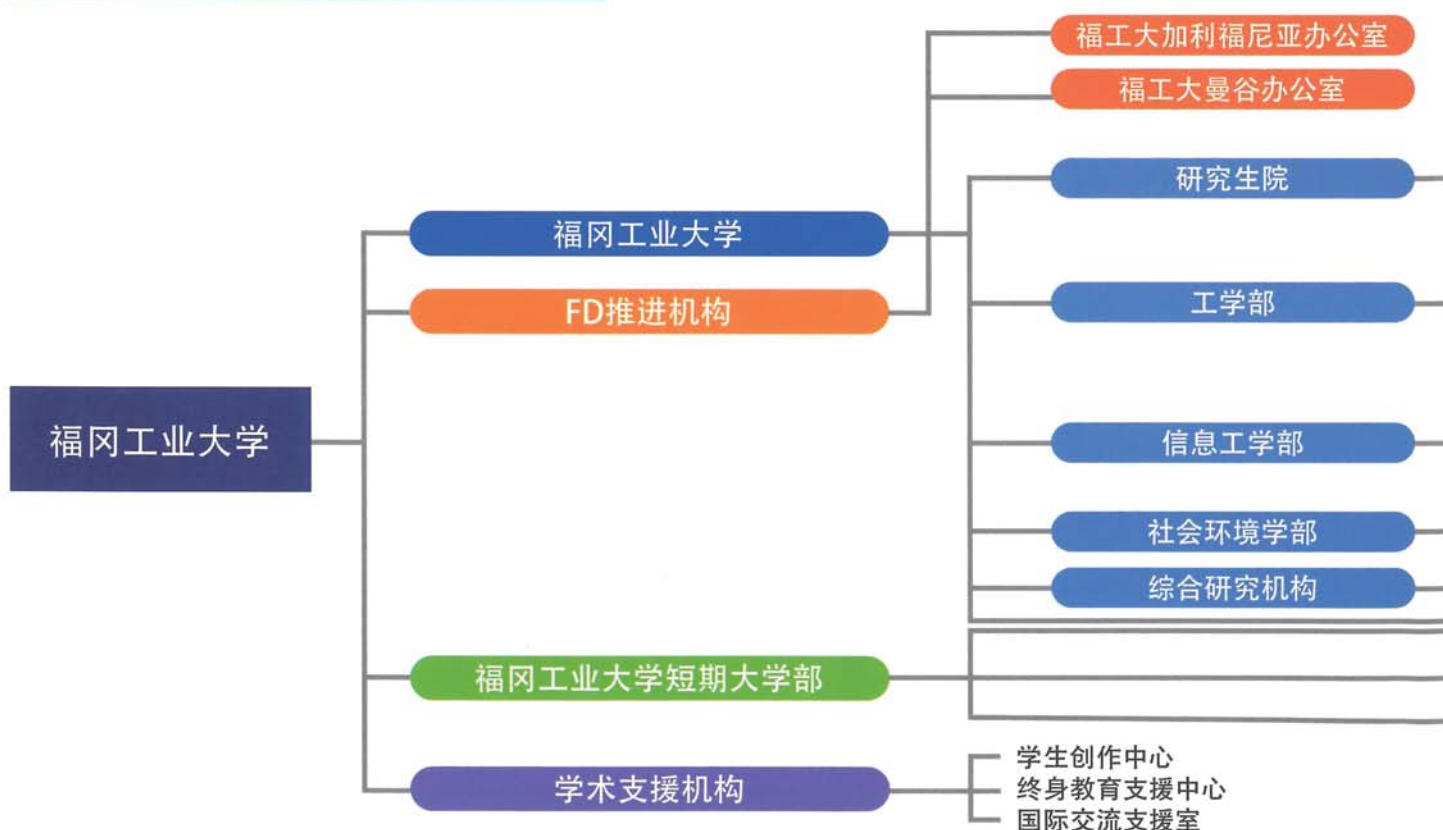 福工大加利福尼亚办公室
福工大曼谷办公室
研究生院
福冈工业大学
工学部
FD推进机构
福冈工业大学
信息工学部
社会环境学部
综合研究机构
福冈工业大学短期大学部
学生创作中心
学术支援机构
终身教育支援中心
国际交流支援室